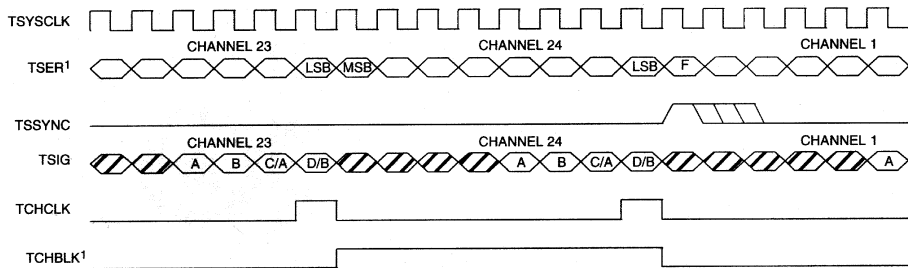 TSYSCLK
CHANNEL 23 CHANNEL 24 CHANNEL 1
TSER1 LSB MSB LSB F
TSSYNC
CHANNEL 23 CHANNEL 24 CHANNEL 1
TSIG A B C/A D/B A B C/A D/B A
TCHCLK
TCHBLK1